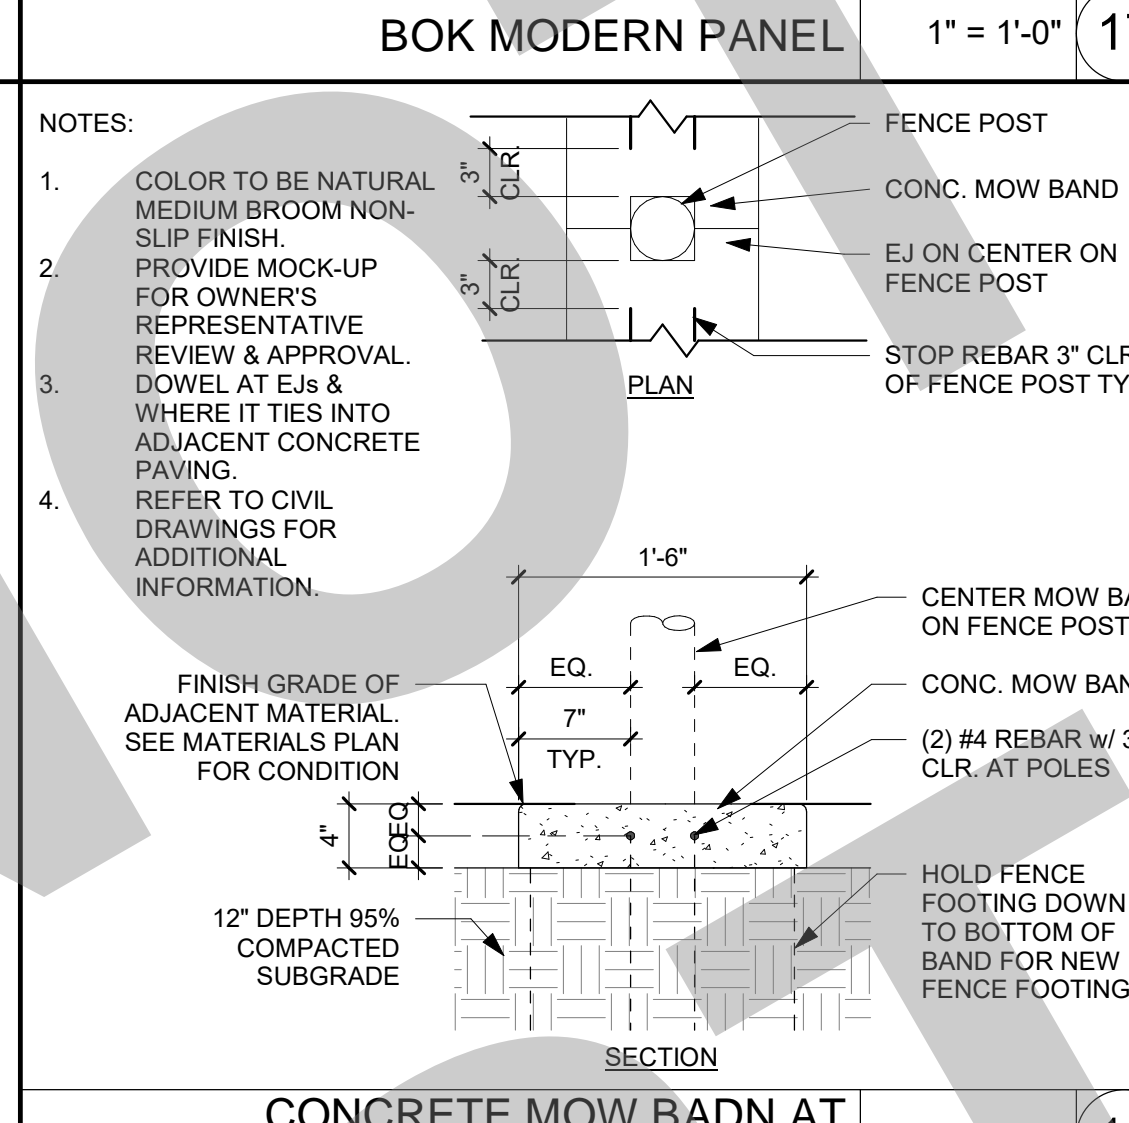 BOK MODERN PANEL
1" = 1'-0"
NOTES:
1. COLOR TO BE NATURAL
MEDIUM BROOM NON-
SLIP FINISH.
2. PROVIDE MOCK-UP
FOR OWNER'S
REPRESENTATIVE
REVIEW & APPROVAL.
3. DOWEL AT EJs &
WHERE IT TIES INTO
ADJACENT CONCRETE
PAVING.
4. REFER TO CIVIL
DRAWINGS FOR
ADDITIONAL
INFORMATION.
3"
CLR.
3"
CLR.
FENCE POST
CONC. MOW BAND
EJ ON CENTER ON
FENCE POST
STOP REBAR 3" CLR
OF FENCE POST TY
PLAN
1'-6"
EQ.
EQ.
7"
TYP.
CENTER MOW BA
ON FENCE POST
CONC. MOW BAN
(2) #4 REBAR w/ 3
CLR. AT POLES
FINISH GRADE OF
ADJACENT MATERIAL.
SEE MATERIALS PLAN
FOR CONDITION
4"
EQ
EQ
12" DEPTH 95%
COMPACTED
SUBGRADE
HOLD FENCE
FOOTING DOWN
TO BOTTOM OF
BAND FOR NEW
FENCE FOOTING
SECTION
CONCRETE MOW BADN AT